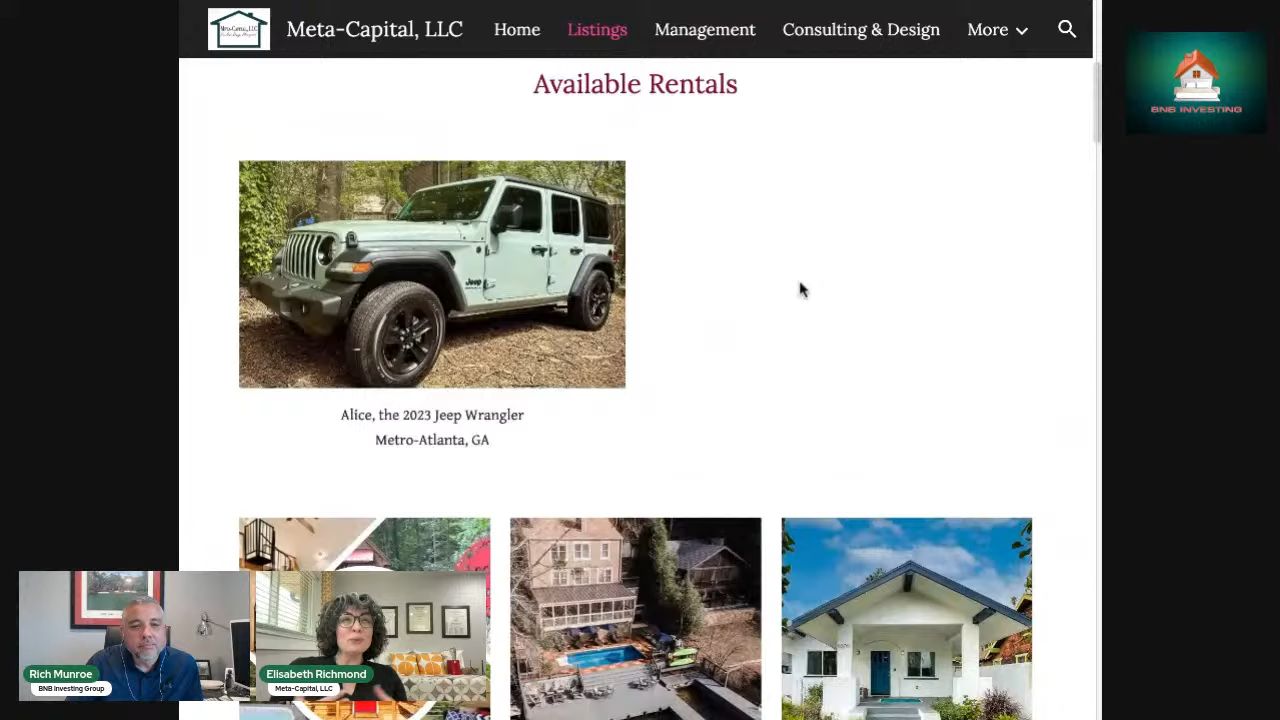 Meta-Capital, LLC
Home
Listings
Management
Consulting & Design
More
BNB INVESTING
Available Rentals
Jeep
Alice, the 2023 Jeep Wrangler
Metro-Atlanta, GA
Rich Munroe
BNB Investing Group
Elisabeth Richmond
Meta-Capital, LLC